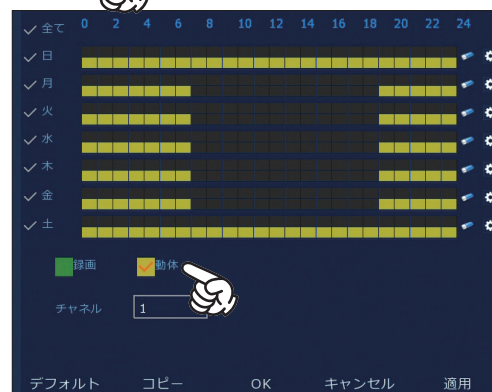 全て 0 2 4 6 8 10 12 14 16 18 20 22 24
日
月
火
水
木
金
土
録画 動体
チャネル 1
デフォルト コピー OK キャンセル 適用